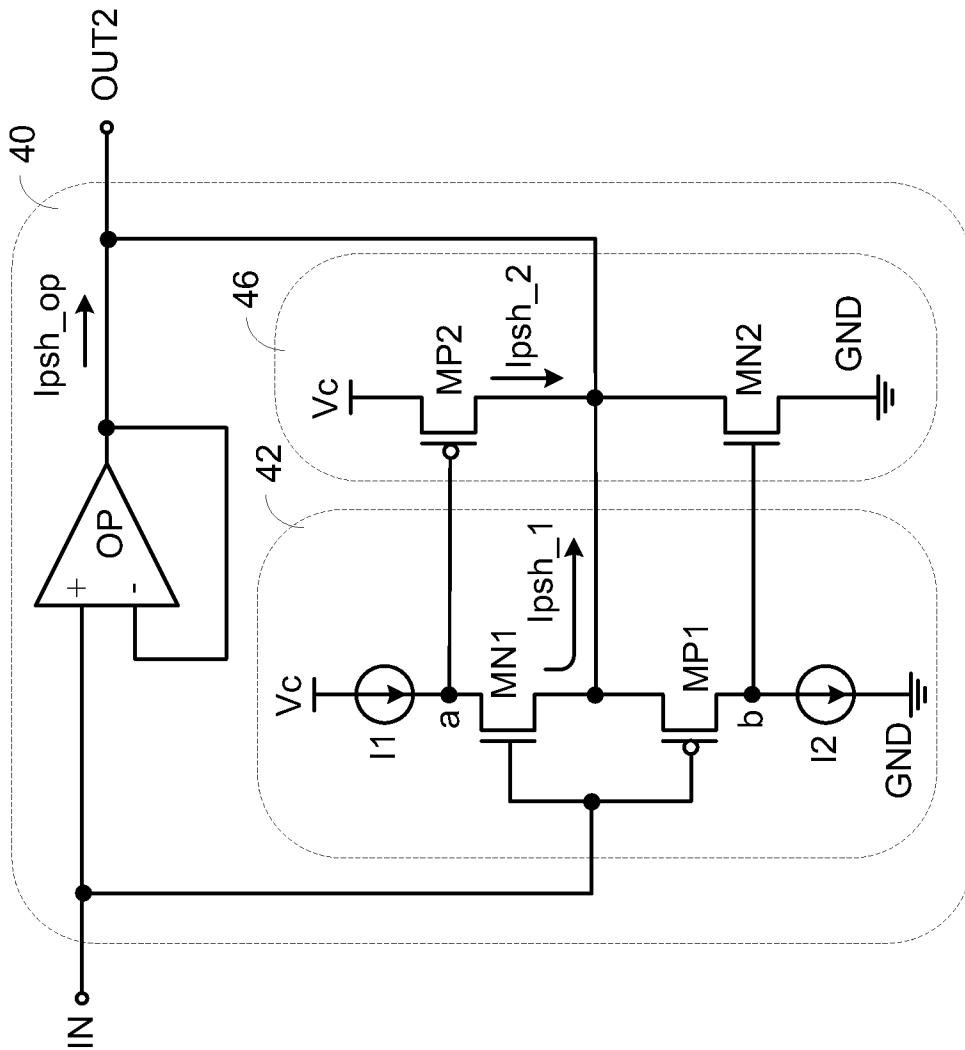 40
IN
OUT2
Ipsh_op
+
-
OP
42
46
Vc
Vc
I1
a
MN1
Ipsh_1
MP2
Ipsh_2
MP1
b
MN2
I2
GND
GND